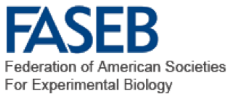 FASEB
Federation of American Societies
For Experimental Biology